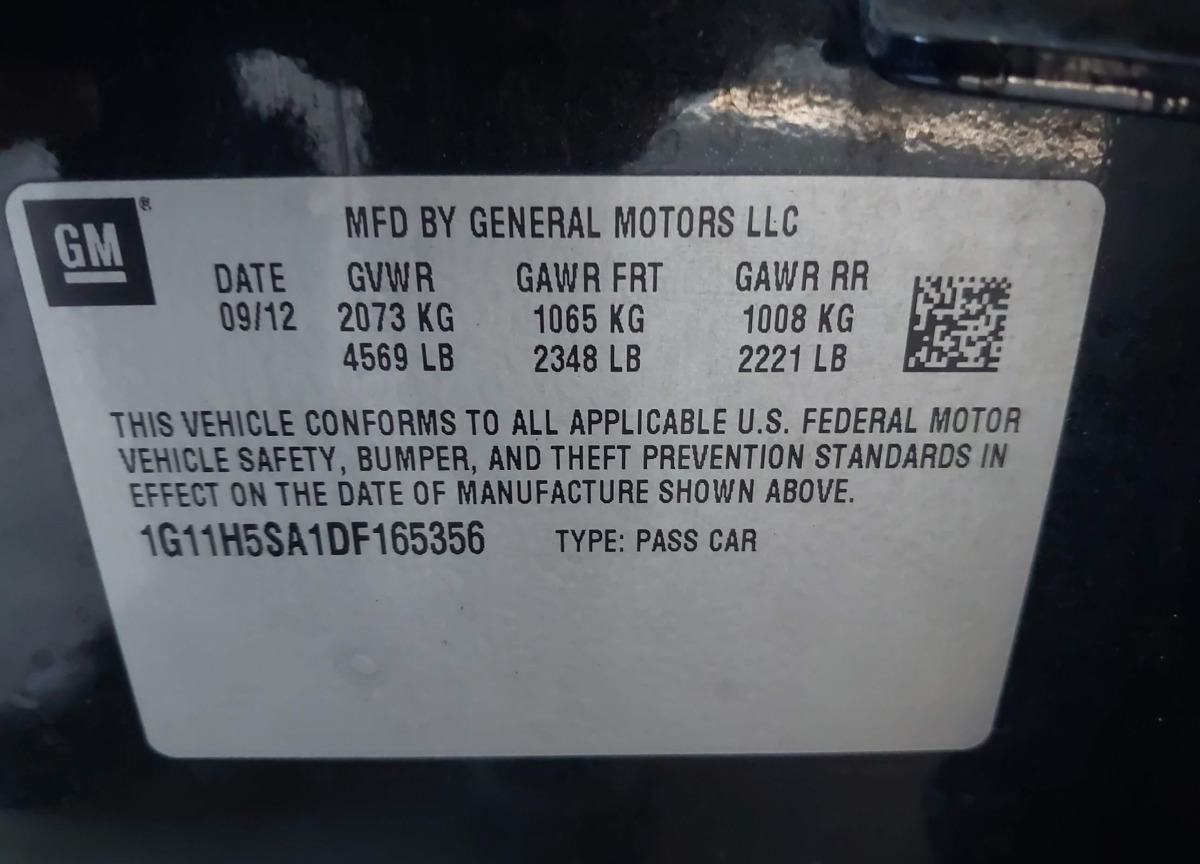 GM®
MFD BY GENERAL MOTORS LLC
DATE GVWR GAWR FRT GAWR RR
09/12 2073 KG 1065 KG 1008 KG
4569 LB 2348 LB 2221 LB
THIS VEHICLE CONFORMS TO ALL APPLICABLE U.S. FEDERAL MOTOR
VEHICLE SAFETY, BUMPER, AND THEFT PREVENTION STANDARDS IN
EFFECT ON THE DATE OF MANUFACTURE SHOWN ABOVE.
1G11H5SA1DF165356 TYPE: PASS CAR